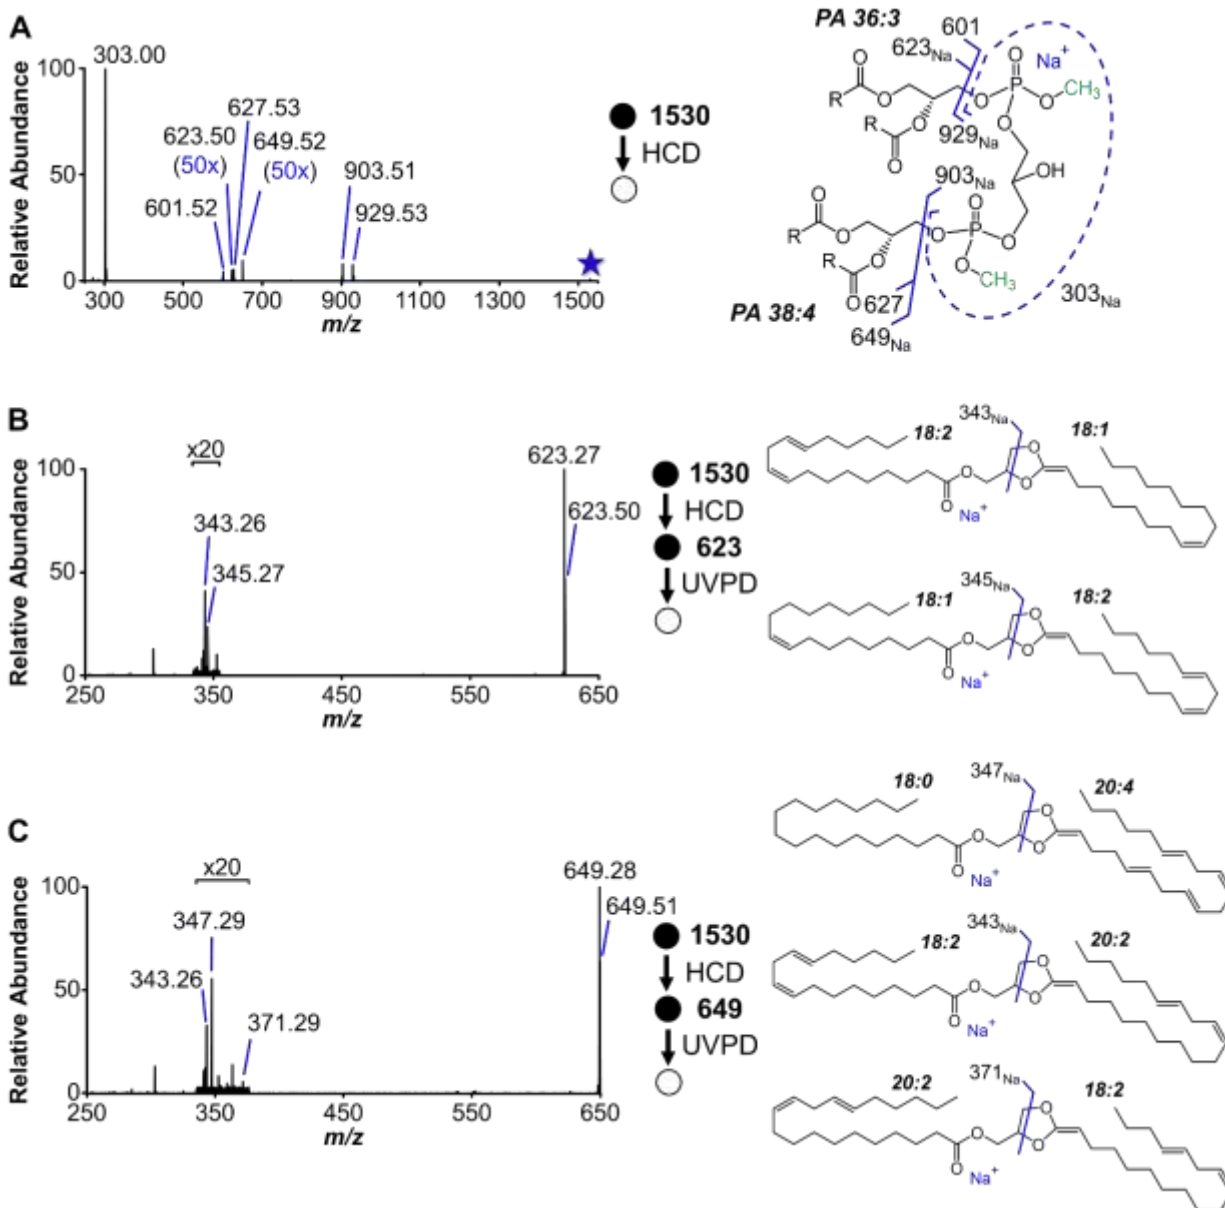 A
303.00
100
627.53
623.50 649.52
(50x) (50x)
50
903.51
601.52 929.53
0
300 500 700 900 1100 1300 1500
m/z
Relative Abundance
1530
HCD
PA 36:3
601
623Na
Na+
O O P
O CH3
R O O
R O O
929Na
903Na
OH
O O
R O O P O
R O O
CH3
627
303Na
PA 38:4
649Na
B
x20
100
623.27
623.50
343.26
50
345.27
0
250 350 450 550 650
m/z
Relative Abundance
1530
HCD
623
UVPD
343Na
18:2 18:1
O O O
O
Na+
345Na
18:1 18:2
O O O
O
Na+
C
x20
100
649.28
649.51
347.29
343.26
50
371.29
0
250 350 450 550 650
m/z
Relative Abundance
1530
HCD
649
UVPD
347Na
18:0 20:4
O O O
O
Na+
343Na
18:2 20:2
O O O
O
Na+
371Na
20:2 18:2
O O O
O
Na+